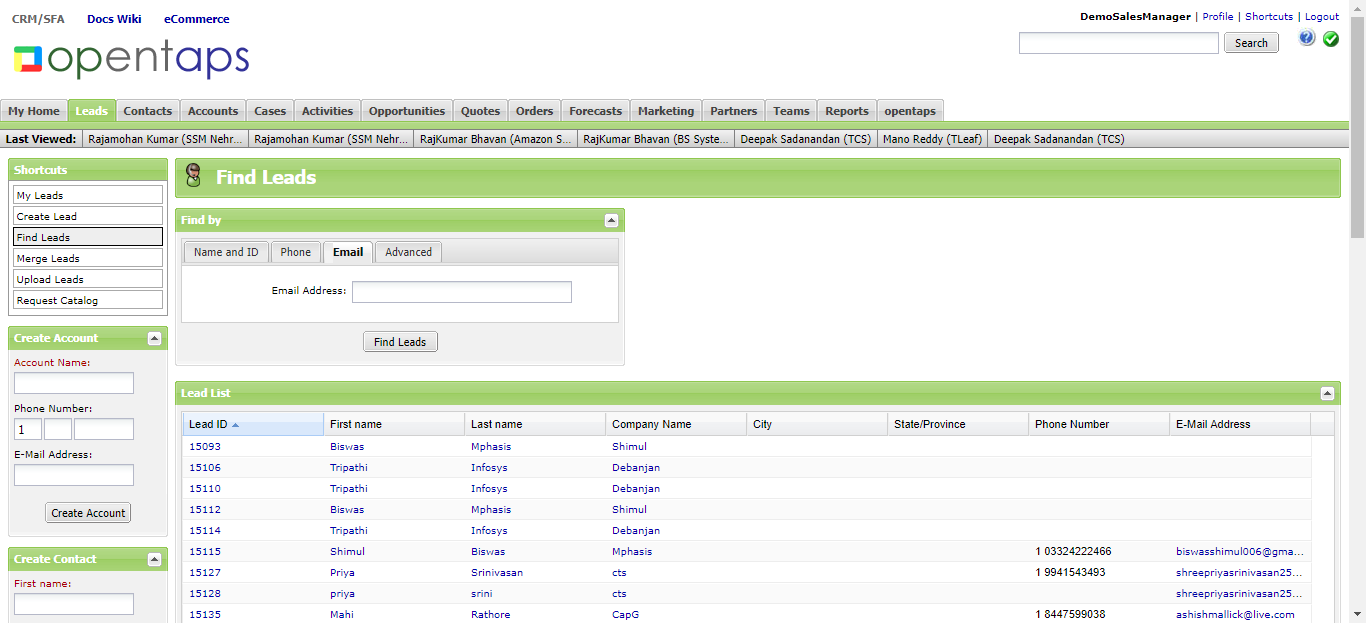 CRM/SFA Docs Wiki eCommerce
DemoSalesManager | Profile | Shortcuts | Logout
opentaps
Search
My Home Leads Contacts Accounts Cases Activities Opportunities Quotes Orders Forecasts Marketing Partners Teams Reports opentaps
Last Viewed: Rajamohan Kumar (SSM Nehr... Rajamohan Kumar (SSM Nehr... RajKumar Bhavan (Amazon S... RajKumar Bhavan (BS Syste... Deepak Sadanandan (TCS) Mano Reddy (TLeaf) Deepak Sadanandan (TCS)
Shortcuts
My Leads
Create Lead
Find Leads
Merge Leads
Upload Leads
Request Catalog
Create Account
Account Name:
Phone Number:
1
E-Mail Address:
Create Account
Create Contact
First name:
Find Leads
Find by
Name and ID Phone Email Advanced
Email Address:
Find Leads
Lead List
Lead ID First name Last name Company Name City State/Province Phone Number E-Mail Address
15093 Biswas Mphasis Shimul
15106 Tripathi Infosys Debanjan
15110 Tripathi Infosys Debanjan
15112 Biswas Mphasis Shimul
15114 Tripathi Infosys Debanjan
15115 Shimul Biswas Mphasis 1 03324222466 biswasshimul006@gma...
15127 Priya Srinivasan cts 1 9941543493 shreepriyasrinivasan25...
15128 priya srini cts shreepriyasrinivasan25...
15135 Mahi Rathore CapG 1 8447599038 ashishmallick@live.com